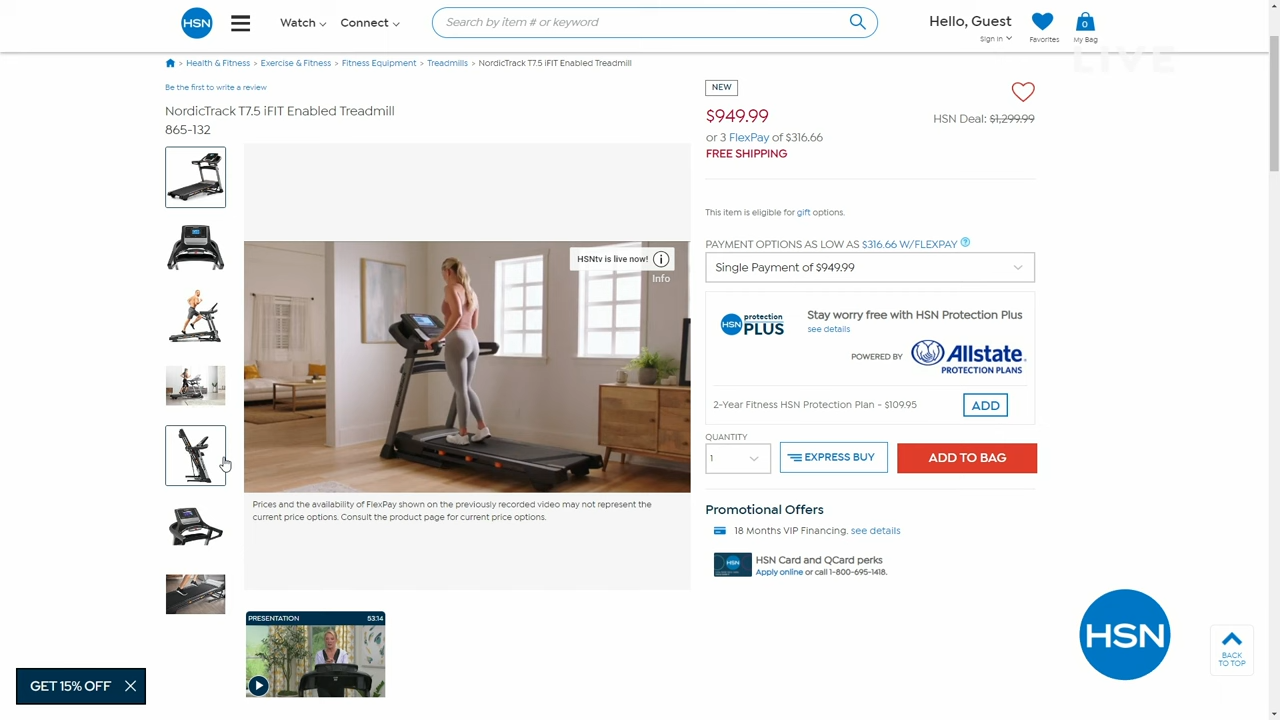 HSN
Watch
Connect
Search by item # or keyword
Hello, Guest
Sign In
Favorites
0
My Bag
LIVE
> Health & Fitness > Exercise & Fitness > Fitness Equipment > Treadmills > NordicTrack T7.5 iFIT Enabled Treadmill
Be the first to write a review
NordicTrack T7.5 iFIT Enabled Treadmill
865-132
NEW
$949.99
HSN Deal: $1,299.99
or 3 FlexPay of $316.66
FREE SHIPPING
This item is eligible for gift options.
PAYMENT OPTIONS AS LOW AS $316.66 W/FLEXPAY ?
Single Payment of $949.99
HSNtv is live now!
Info
HSN protection PLUS
Stay worry free with HSN Protection Plus
see details
POWERED BY
Allstate
PROTECTION PLANS
2-Year Fitness HSN Protection Plan - $109.95
ADD
QUANTITY
1
EXPRESS BUY
ADD TO BAG
Prices and the availability of FlexPay shown on the previously recorded video may not represent the
current price options. Consult the product page for current price options.
Promotional Offers
18 Months VIP Financing. see details
HSN
HSN Card and QCard perks
Apply online or call 1-800-695-1418.
PRESENTATION
53:14
HSN
BACK
TO TOP
GET 15% OFF